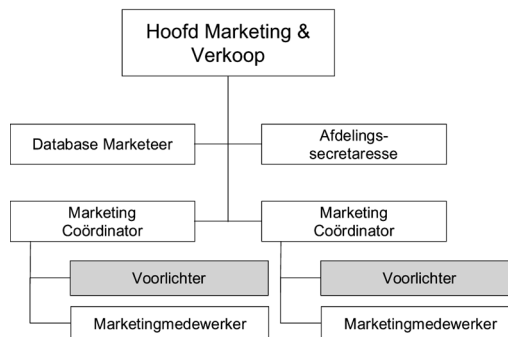 Hoofd Marketing &
Verkoop
Database Marketeer
Afdelings-
secretaresse
Marketing
Coördinator
Marketing
Coördinator
Voorlichter
Voorlichter
Marketingmedewerker
Marketingmedewerker